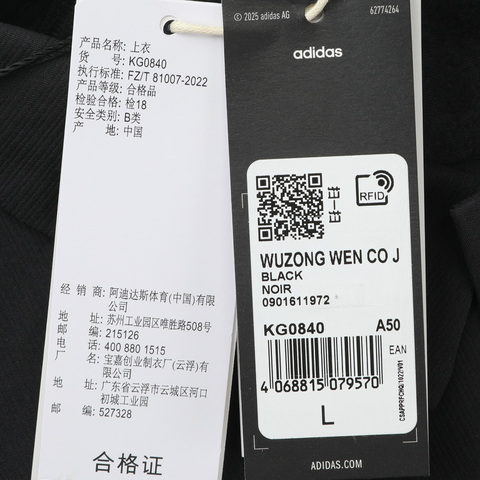 产品名称: 上衣
货 号: KG0840
执行标准: FZ/T 81007-2022
产品等级: 合格品
检验合格: 检18
安全类别: B类
产 地: 中国
经 销 商: 阿迪达斯体育(中国)有限
公司
地 址: 苏州工业园区唯胜路508号
邮 编: 215126
电 话: 400 880 1515
厂 名: 宝嘉创业制衣厂(云浮)有
限公司
地 址: 广东省云浮市云城区河口
初城工业园
邮 编: 527328
合格证
© 2025 adidas AG
62774264
adidas
RFID
WUZONG WEN CO J
BLACK
NOIR
0901611972
KG0840 A50
EAN
4 068815 079570
L
ADIDAS.COM